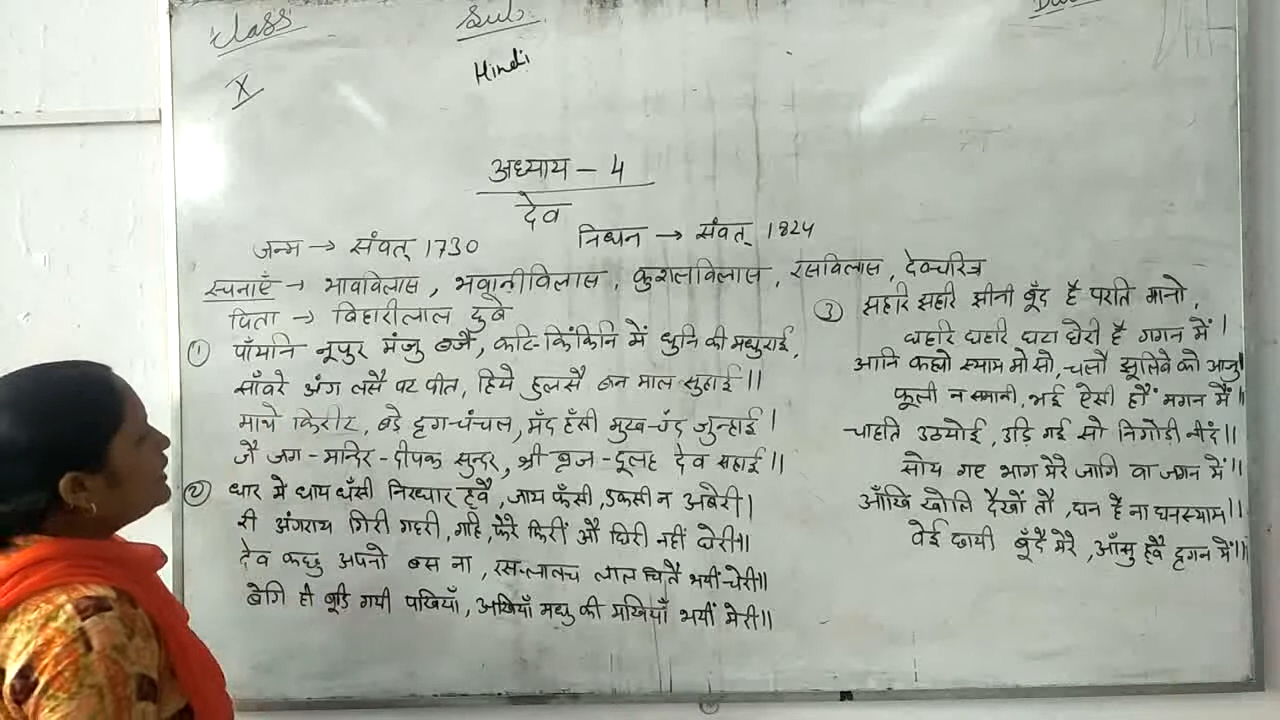 Class
Sub.
X
Hindi
अध्याय - 4
देव
जन्म → संवत् 1730
निधन → संवत् 1824
रचनाएँ → भावविलास, भवानीविलास, कुशलविलास, रसविलास, देवचरित्र
पिता → बिहारीलाल दुबे
① पाँयनि नूपुर मंजु बजै, कटि-किंकिनि में धुनि की मधुराई,
साँवरे अंग लसै पट पीत, हिये हुलसै बन माल सुहाई ॥
माथे किरीट, बड़े दृग-चंचल, मँद हँसी मुख-चंद जुन्हाई ।
जै जग-मन्दिर-दीपक सुन्दर, श्री ब्रज-दूलह देव सहाई ॥
② धार में धाय धँसी निरधार ह्वै, जाय फँसी, उकसी न अबेरी ।
री अंगराय गिरी गहरी, गहि, फेरे फिरीं औ घिरी नहीं घेरी ॥
देव कछु अपनो बस ना, रस-लालच लाल चितै भयीं चेरी ॥
बेगि ही बूड़ि गयी पखियाँ, अखियाँ मधु की मखियाँ भयीं मेरी ॥
③ झहरि झहरि झीनी बूँद है परति मानो,
घहरि घहरि घटा घेरी है गगन में ।
आनि कह्यो स्याम मो सो, चलौ झूलिवे को आजु ।
फूली न समानी, भई ऐसी हौं मगन में ॥
चाहति उठयोई, उड़ि गई सो निगोड़ी नींद ॥
सोय गए भाग मेरे जागि वा जगन में ॥
आँखि खोलि देखौं तौ, घन है ना घनस्याम ॥
वेई छायी बूँदै मेरे, आँसु ह्वै दृगन में ॥